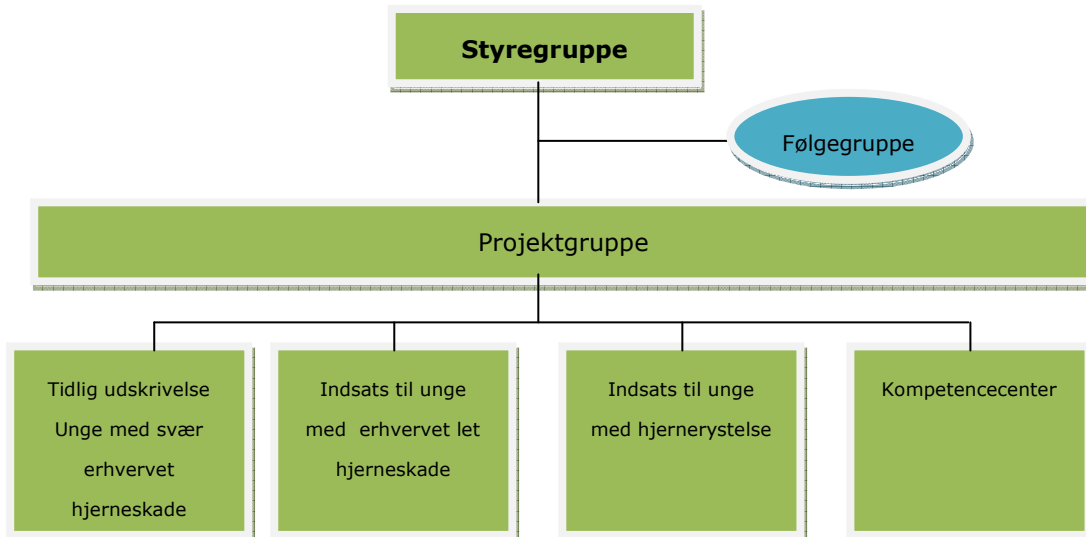 Styregruppe
Følgegruppe
Projektgruppe
Tidlig udskrivelse
Unge med svær
erhvervet
hjerneskade
Indsats til unge
med erhvervet let
hjerneskade
Indsats til unge
med hjernerystelse
Kompetencecenter